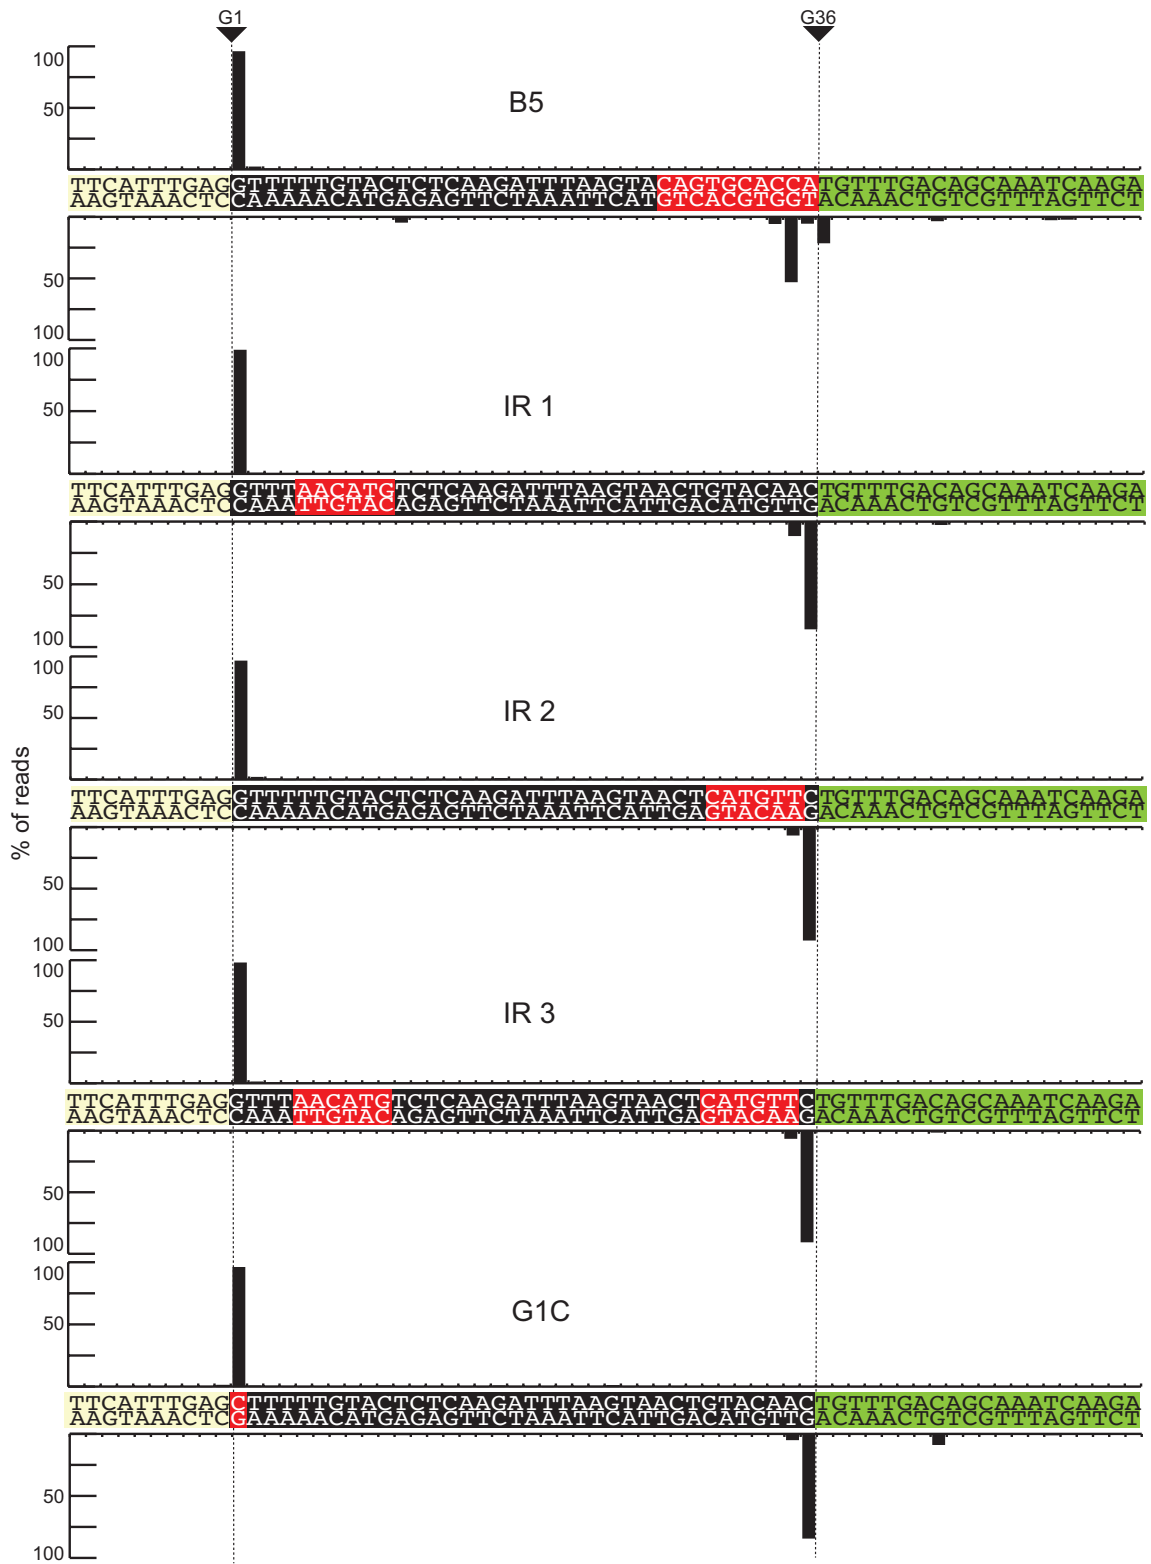 G1 G36
100
50
B5
TTCATTTGAGGTTTTTGTACTCTCAAGATTTAAGTACAGTGCACCATGTTTGACAGCAAATCAAGA
AAGTAAACTCCAAAAACATGAGAGTTCTAAATTCATGTCACGTGGTACAAACTGTCGTTTAGTTCT
50
100
100
50
IR 1
TTCATTTGAGGTTTAACATGTCTCAAGATTTAAGTAACTGTACAACTGTTTGACAGCAAATCAAGA
AAGTAAACTCCAAATTGTACAGAGTTCTAAATTCATTGACATGTTGACAAACTGTCGTTTAGTTCT
50
100
100
50
IR 2
% of reads
TTCATTTGAGGTTTTTGTACTCTCAAGATTTAAGTAACTCATGTTCTGTTTGACAGCAAATCAAGA
AAGTAAACTCCAAAAACATGAGAGTTCTAAATTCATTGAGTACAAGACAAACTGTCGTTTAGTTCT
50
100
100
50
IR 3
TTCATTTGAGGTTTAACATGTCTCAAGATTTAAGTAACTCATGTTCTGTTTGACAGCAAATCAAGA
AAGTAAACTCCAAATTGTACAGAGTTCTAAATTCATTGAGTACAAGACAAACTGTCGTTTAGTTCT
50
100
100
50
G1C
TTCATTTGAGCTTTTTGTACTCTCAAGATTTAAGTAACTGTACAACTGTTTGACAGCAAATCAAGA
AAGTAAACTCGAAAAACATGAGAGTTCTAAATTCATTGACATGTTGACAAACTGTCGTTTAGTTCT
50
100